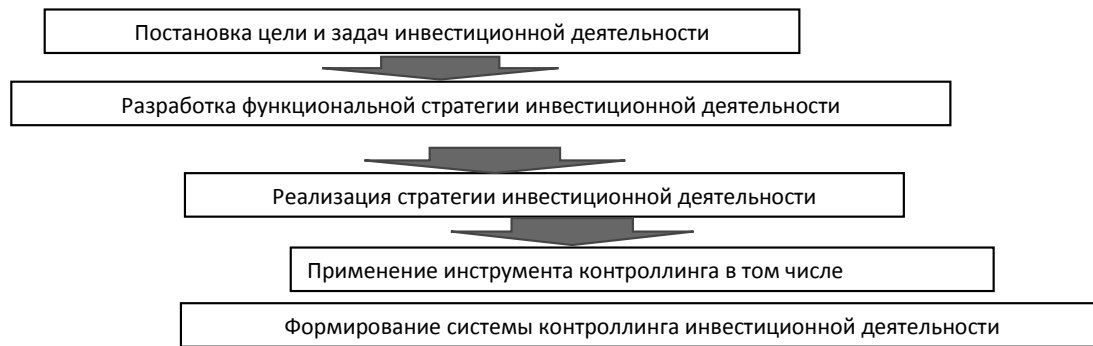 Постановка цели и задач инвестиционной деятельности
Разработка функциональной стратегии инвестиционной деятельности
Реализация стратегии инвестиционной деятельности
Применение инструмента контроллинга в том числе
Формирование системы контроллинга инвестиционной деятельности